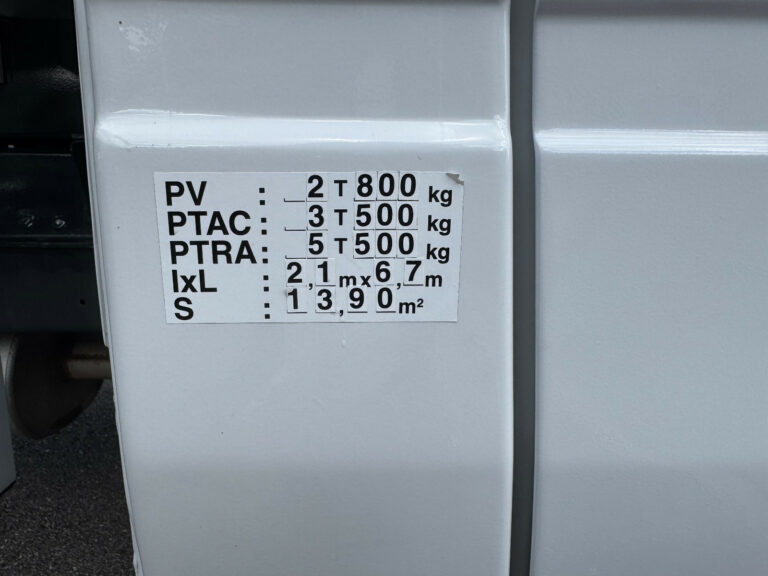 PV : 2 T 800 kg
PTAC : 3 T 500 kg
PTRA : 5 T 500 kg
lxL : 2,1 m x 6,7 m
S : 13,90 m²